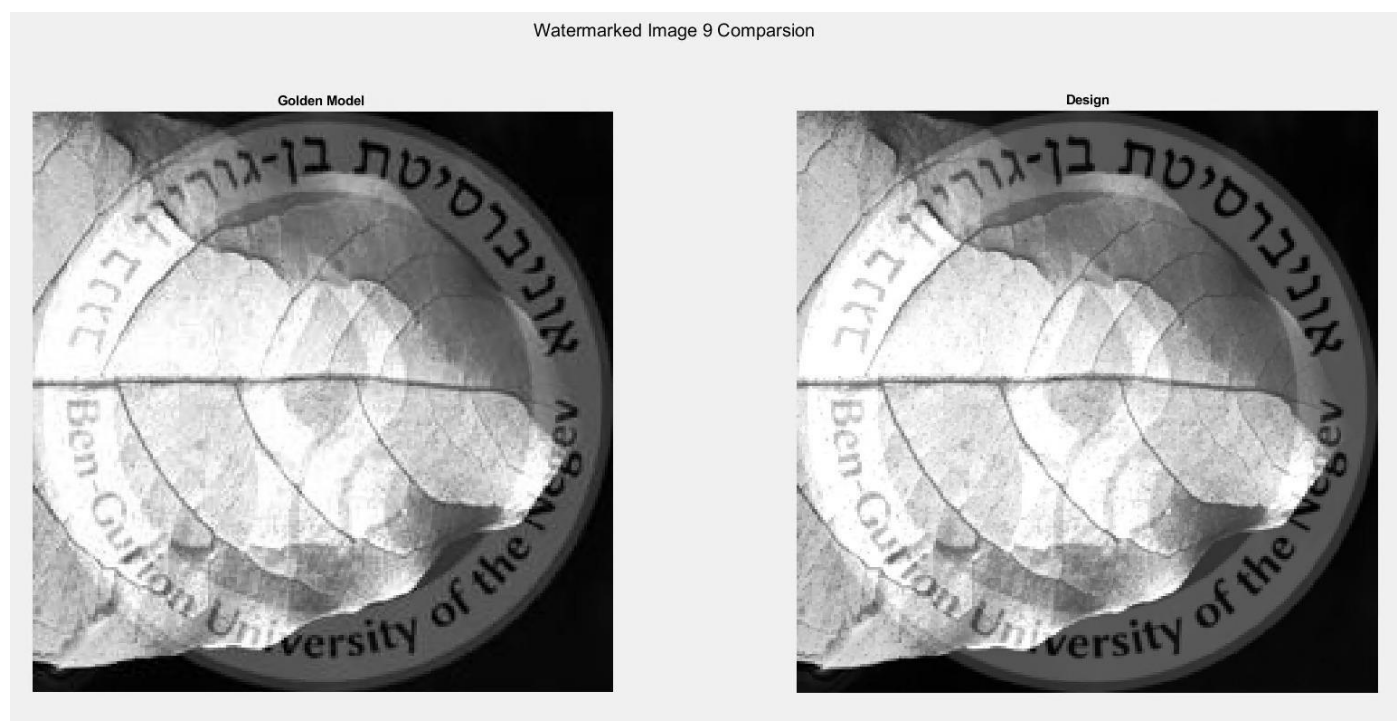 Watermarked Image 9 Comparsion
Golden Model
אוניברסיטת בן-גוריון בנגב
Ben-Gurion University of the Negev
Design
אוניברסיטת בן-גוריון בנגב
Ben-Gurion University of the Negev